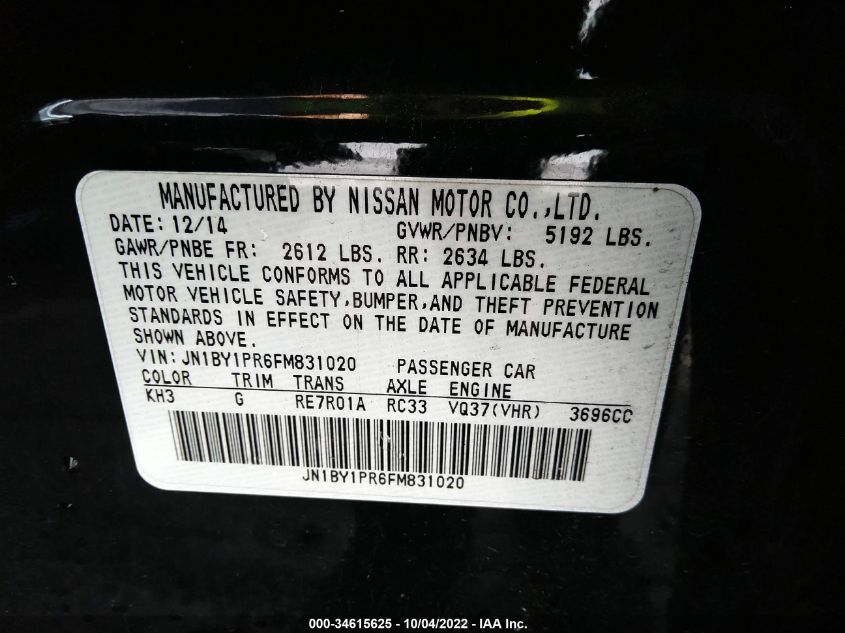 MANUFACTURED BY NISSAN MOTOR CO.,LTD.
DATE: 12/14 GVWR/PNBV: 5192 LBS.
GAWR/PNBE FR: 2612 LBS. RR: 2634 LBS.
THIS VEHICLE CONFORMS TO ALL APPLICABLE FEDERAL
MOTOR VEHICLE SAFETY,BUMPER,AND THEFT PREVENTION
STANDARDS IN EFFECT ON THE DATE OF MANUFACTURE
SHOWN ABOVE.
VIN: JN1BY1PR6FM831020 PASSENGER CAR
COLOR TRIM TRANS AXLE ENGINE
KH3 G RE7R01A RC33 VQ37(VHR) 3696CC
JN1BY1PR6FM831020
000-34615625 - 10/04/2022 - IAA Inc.